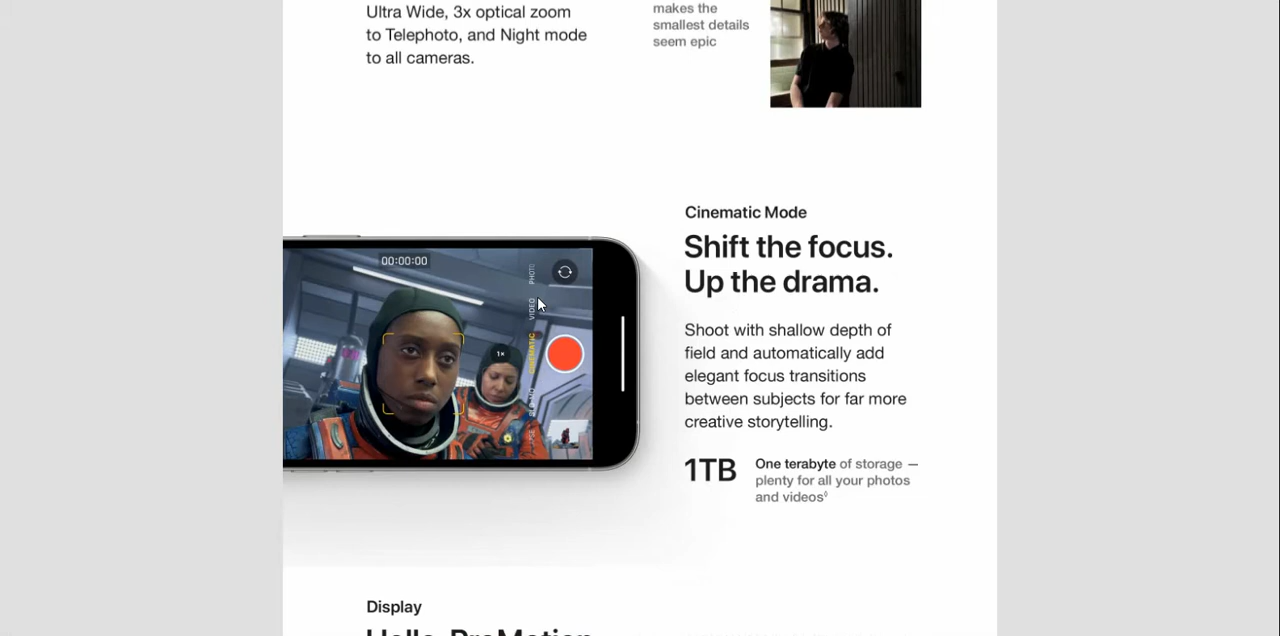 Ultra Wide, 3x optical zoom
to Telephoto, and Night mode
to all cameras.
makes the
smallest details
seem epic
Cinematic Mode
Shift the focus.
Up the drama.
00:00:00
PHOTO
VIDEO
CINEMATIC
1×
Shoot with shallow depth of
field and automatically add
elegant focus transitions
between subjects for far more
creative storytelling.
1TB
One terabyte of storage —
plenty for all your photos
and videos◊
Display
Hello, ProMotion.